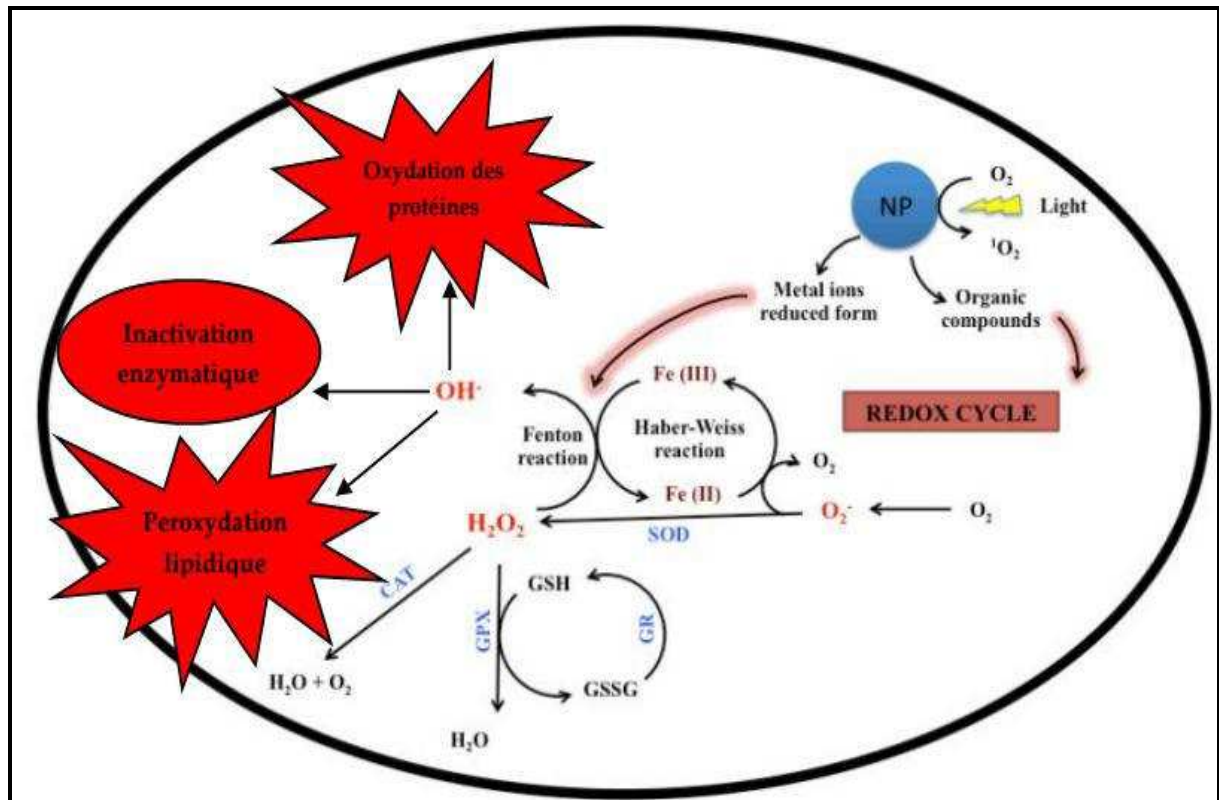 Oxydation des
protéines
O₂
NP
Light
¹O₂
Metal ions
reduced form
Organic
compounds
Inactivation
enzymatique
OH·
Fe (III)
REDOX CYCLE
Fenton
reaction
Haber-Weiss
reaction
O₂
Fe (II)
H₂O₂
SOD
O₂·
O₂
Peroxydation
lipidique
CAT
GSH
GPX
GR
GSSG
H₂O + O₂
H₂O